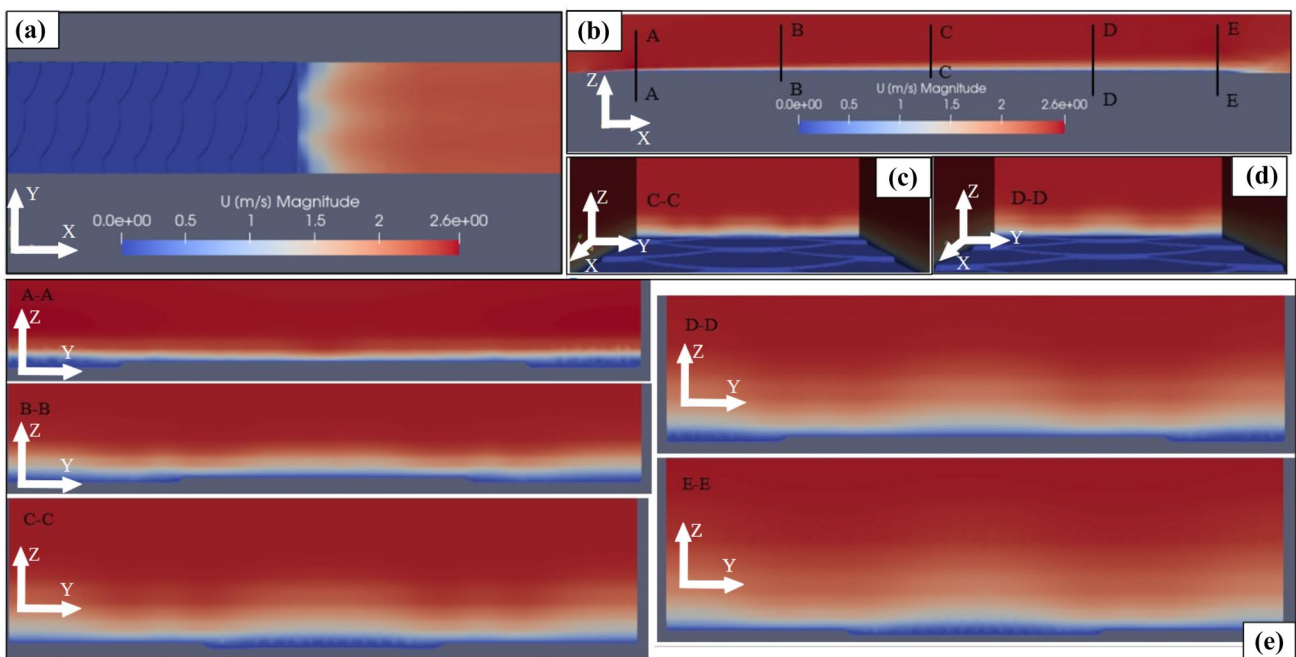 (a)
Y
X
U [m/s] Magnitude
0.0e+00 0.5 1 1.5 2 2.6e+00
(b)
A B C D E
Z
X
A B C D E
U [m/s] Magnitude
0.0e+00 0.5 1 1.5 2 2.6e+00
(c)
C-C
Z
Y
X
(d)
D-D
Z
Y
X
A-A
Z
Y
B-B
Z
Y
C-C
Z
Y
D-D
Z
Y
E-E
Z
Y
(e)